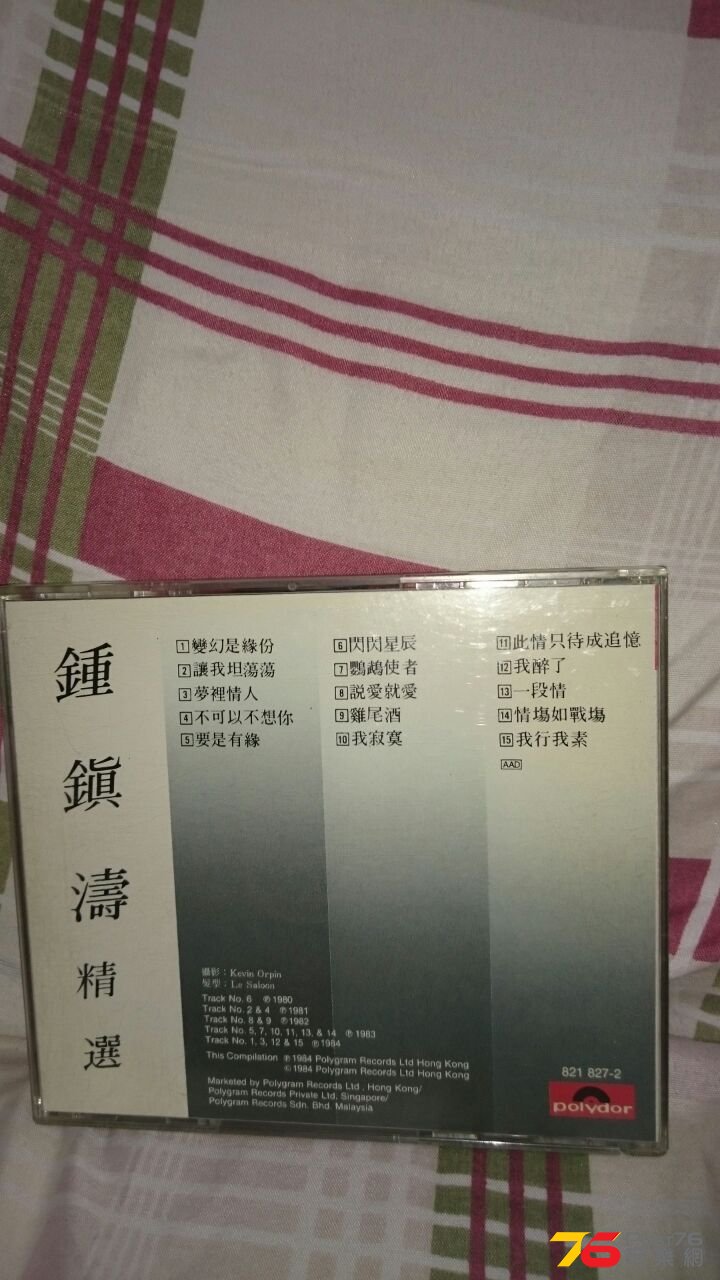 鍾鎮濤精選
1 變幻是緣份
2 讓我坦蕩蕩
3 夢裡情人
4 不可以不想你
5 要是有緣
6 閃閃星辰
7 鸚鵡使者
8 説愛就愛
9 雞尾酒
10 我寂寞
11 此情只待成追憶
12 我醉了
13 一段情
14 情塲如戰塲
15 我行我素
AAD
攝影：Kevin Orpin
髮型：Le Saloon
Track No. 6 ℗ 1980
Track No. 2 & 4 ℗ 1981
Track No. 8 & 9 ℗ 1982
Track No. 5, 7, 10, 11, 13, & 14 ℗ 1983
Track No. 1, 3, 12 & 15 ℗ 1984
This Compilation ℗ 1984 Polygram Records Ltd Hong Kong
© 1984 Polygram Records Ltd Hong Kong
Marketed by Polygram Records Ltd., Hong Kong/
Polygram Records Private Ltd, Singapore/
Polygram Records Sdn. Bhd. Malaysia
821 827-2
polydor
76